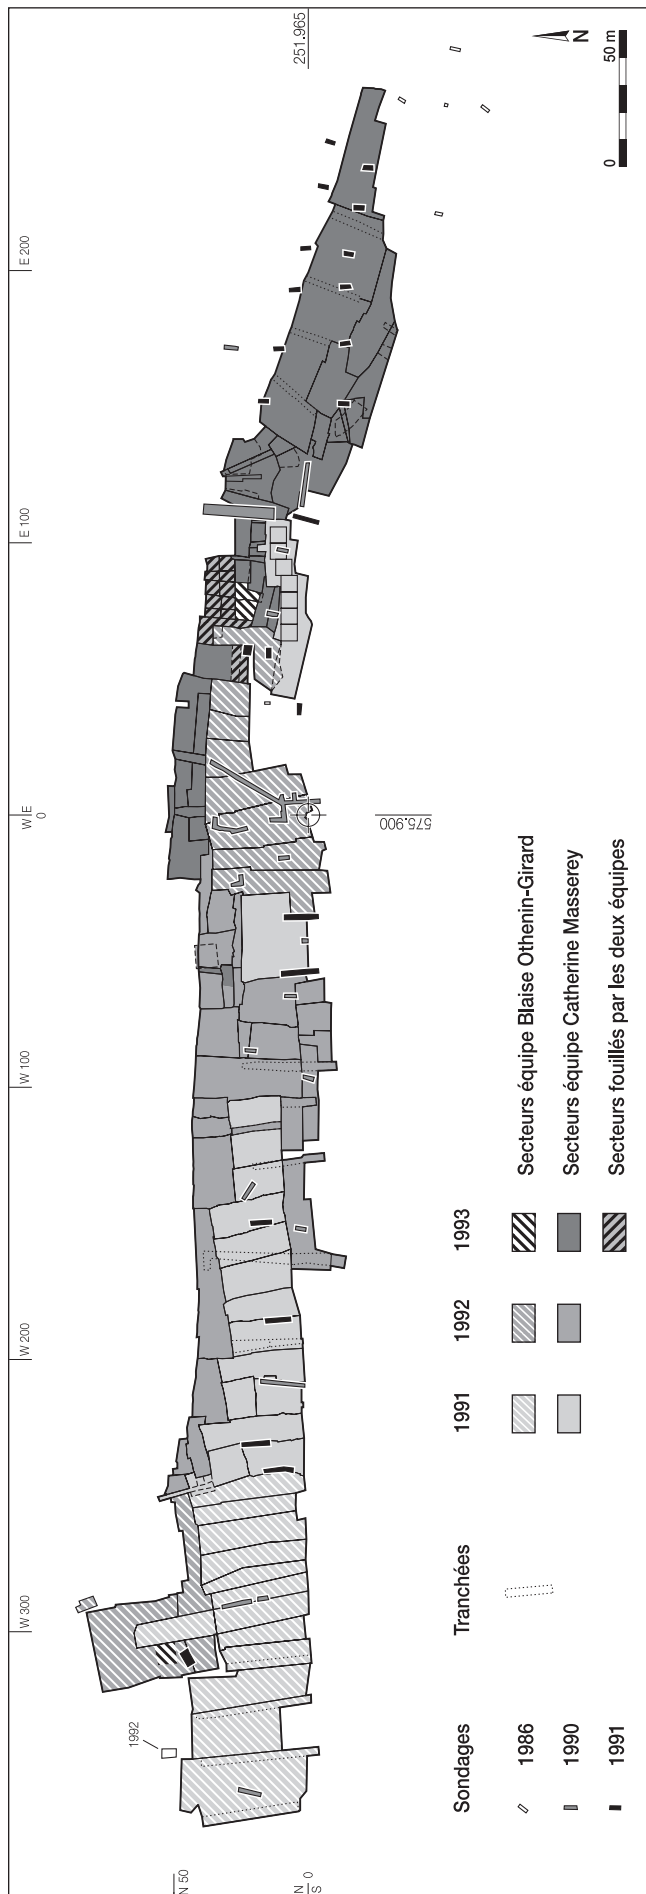 W 300
W 200
W 100
W E
0
E 100
E 200
N 50
N 0
S
1992
575.900
251.965
Sondages
1986
1990
1991
Tranchées
1991
1992
1993
Secteurs équipe Blaise Othenin-Girard
Secteurs équipe Catherine Masserey
Secteurs fouillés par les deux équipes
N
0 50 m